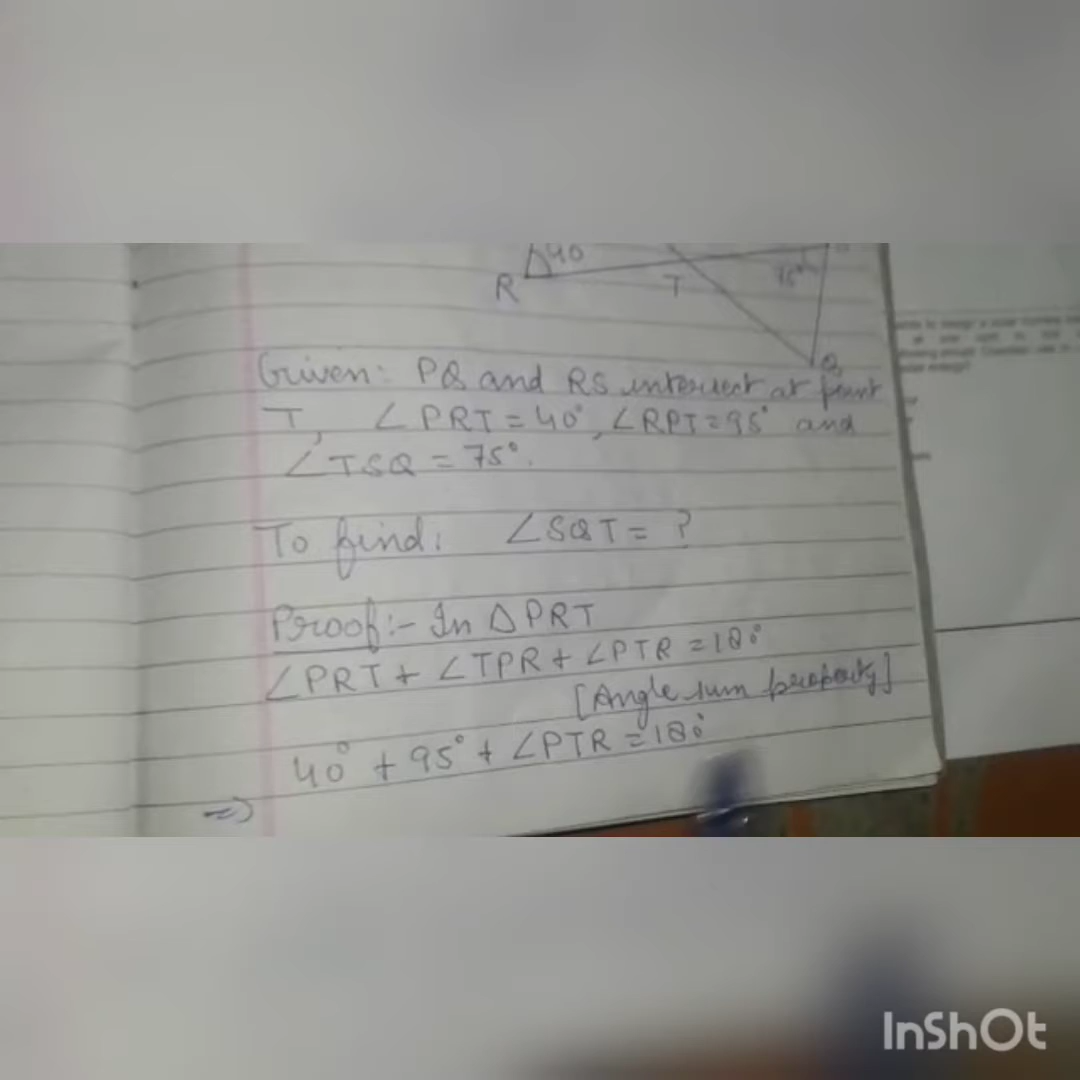 40
R
T
75°
Q
Given: PQ and RS intersect at point
T, ∠PRT = 40°, ∠RPT = 95° and
∠TSQ = 75°.
To find: ∠SQT = ?
Proof:- In △PRT
∠PRT + ∠TPR + ∠PTR = 180°
[Angle sum property]
40° + 95° + ∠PTR = 180°
⇒
InShOt